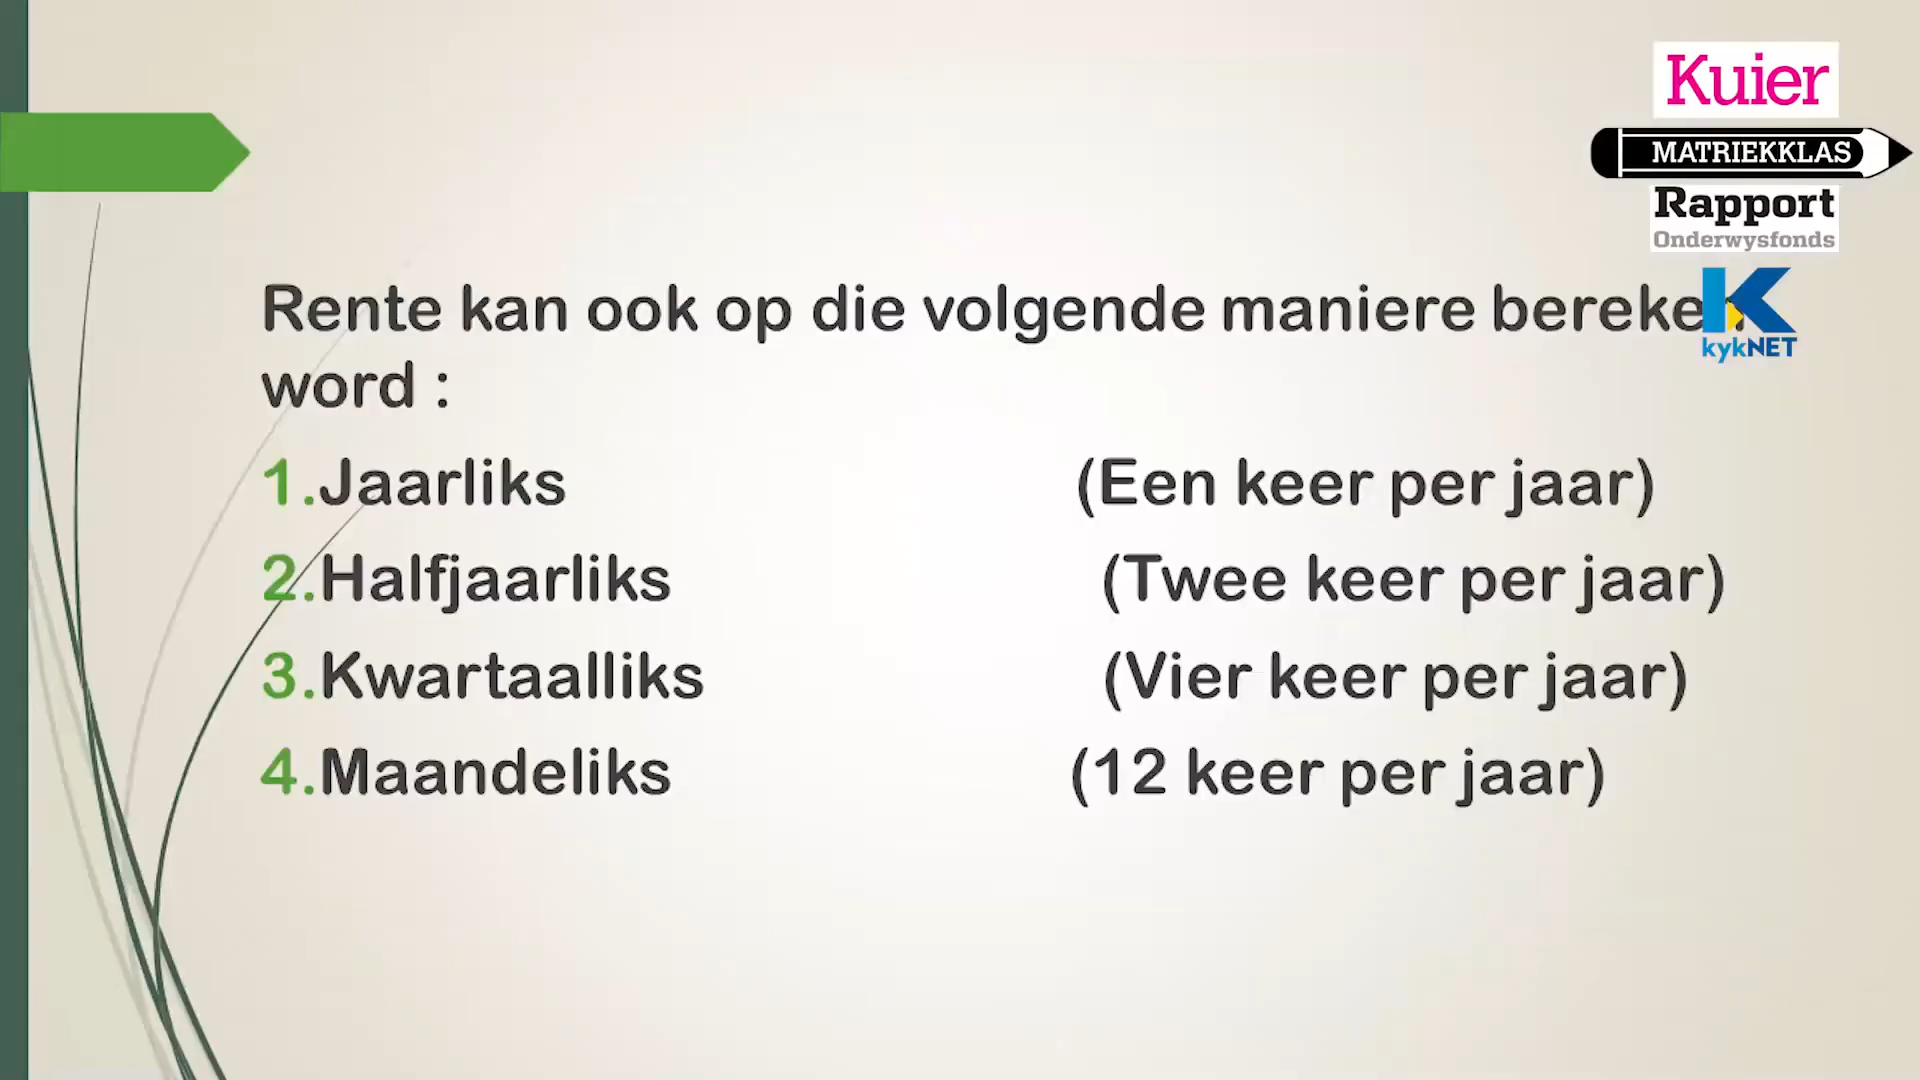 Kuier
MATRIEKKLAS
Rapport
Onderwysfonds
kykNET
Rente kan ook op die volgende maniere bereken
word :
1.Jaarliks (Een keer per jaar)
2.Halfjaarliks (Twee keer per jaar)
3.Kwartaalliks (Vier keer per jaar)
4.Maandeliks (12 keer per jaar)